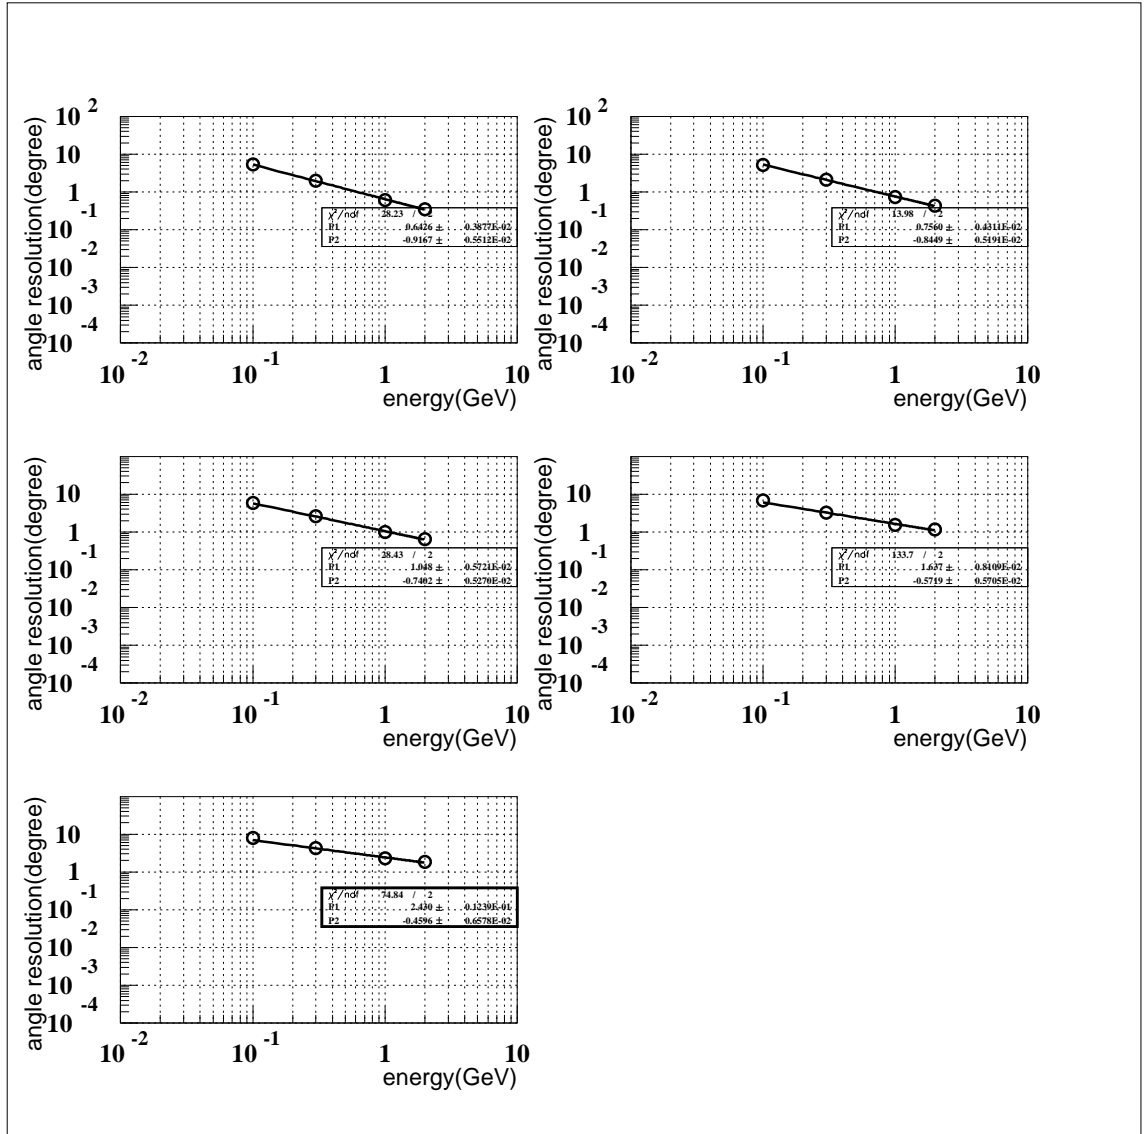 angle resolution(degree)
10 2
10
1
10 -1
10 -2
10 -3
10 -4
χ²/ndf 28.23 /
P1 0.6426 ± 0.3877E-02
P2 -0.9167 ± 0.5512E-02
10 -2 10 -1 1 10
energy(GeV)
angle resolution(degree)
10 2
10
1
10 -1
10 -2
10 -3
10 -4
χ²/ndf 13.98 / 2
P1 0.7560 ± 0.4311E-02
P2 -0.8449 ± 0.5191E-02
10 -2 10 -1 1 10
energy(GeV)
angle resolution(degree)
10
1
10 -1
10 -2
10 -3
10 -4
χ²/ndf 28.43 / 2
P1 1.048 ± 0.5721E-02
P2 -0.7402 ± 0.5270E-02
10 -2 10 -1 1 10
energy(GeV)
angle resolution(degree)
10
1
10 -1
10 -2
10 -3
10 -4
χ²/ndf 133.7 / 2
P1 1.637 ± 0.8109E-02
P2 -0.5719 ± 0.5705E-02
10 -2 10 -1 1 10
energy(GeV)
angle resolution(degree)
10
1
10 -1
10 -2
10 -3
10 -4
χ²/ndf 74.84 / 2
P1 2.430 ± 0.1239E-01
P2 -0.4596 ± 0.6578E-02
10 -2 10 -1 1 10
energy(GeV)